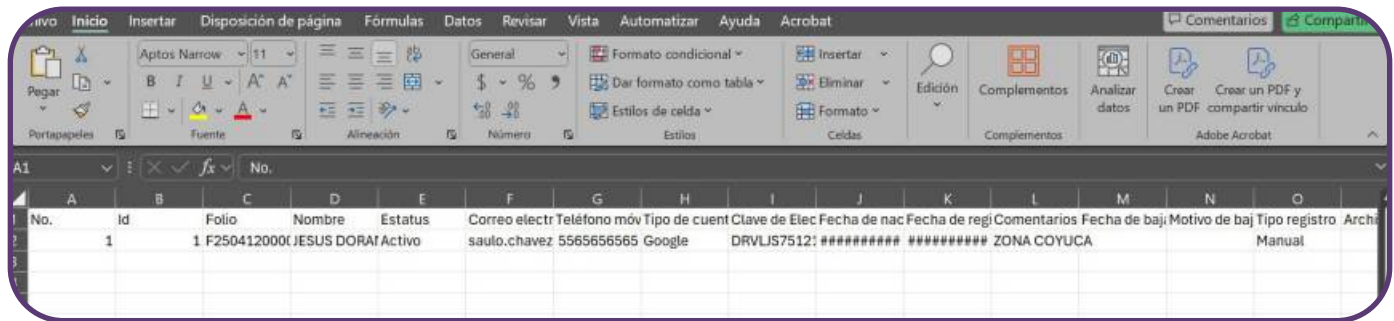 Inicio Insertar Disposición de página Fórmulas Datos Revisar Vista Automatizar Ayuda Acrobat Comentarios
Aptos Narrow 11 General Formato condicional Insertar
Pegar B I U A A $ % Dar formato como tabla Eliminar Edición Complementos Analizar datos Crear un PDF Crear un PDF y compartir vínculo
A Estilos de celda Formato
Portapapeles Fuente Alineación Número Estilos Celdas Complementos Adobe Acrobat
A1 fx No.
A B C D E F G H I J K L M N O
No. Id Folio Nombre Estatus Correo electr Teléfono móv Tipo de cuent Clave de Elec Fecha de nac Fecha de regi Comentarios Fecha de baja Motivo de baj Tipo registro Archi
1 1 F2504120000 JESUS DORAN Activo saulo.chavez 5565656565 Google DRVLJS7512 ########## ########## ZONA COYUCA Manual